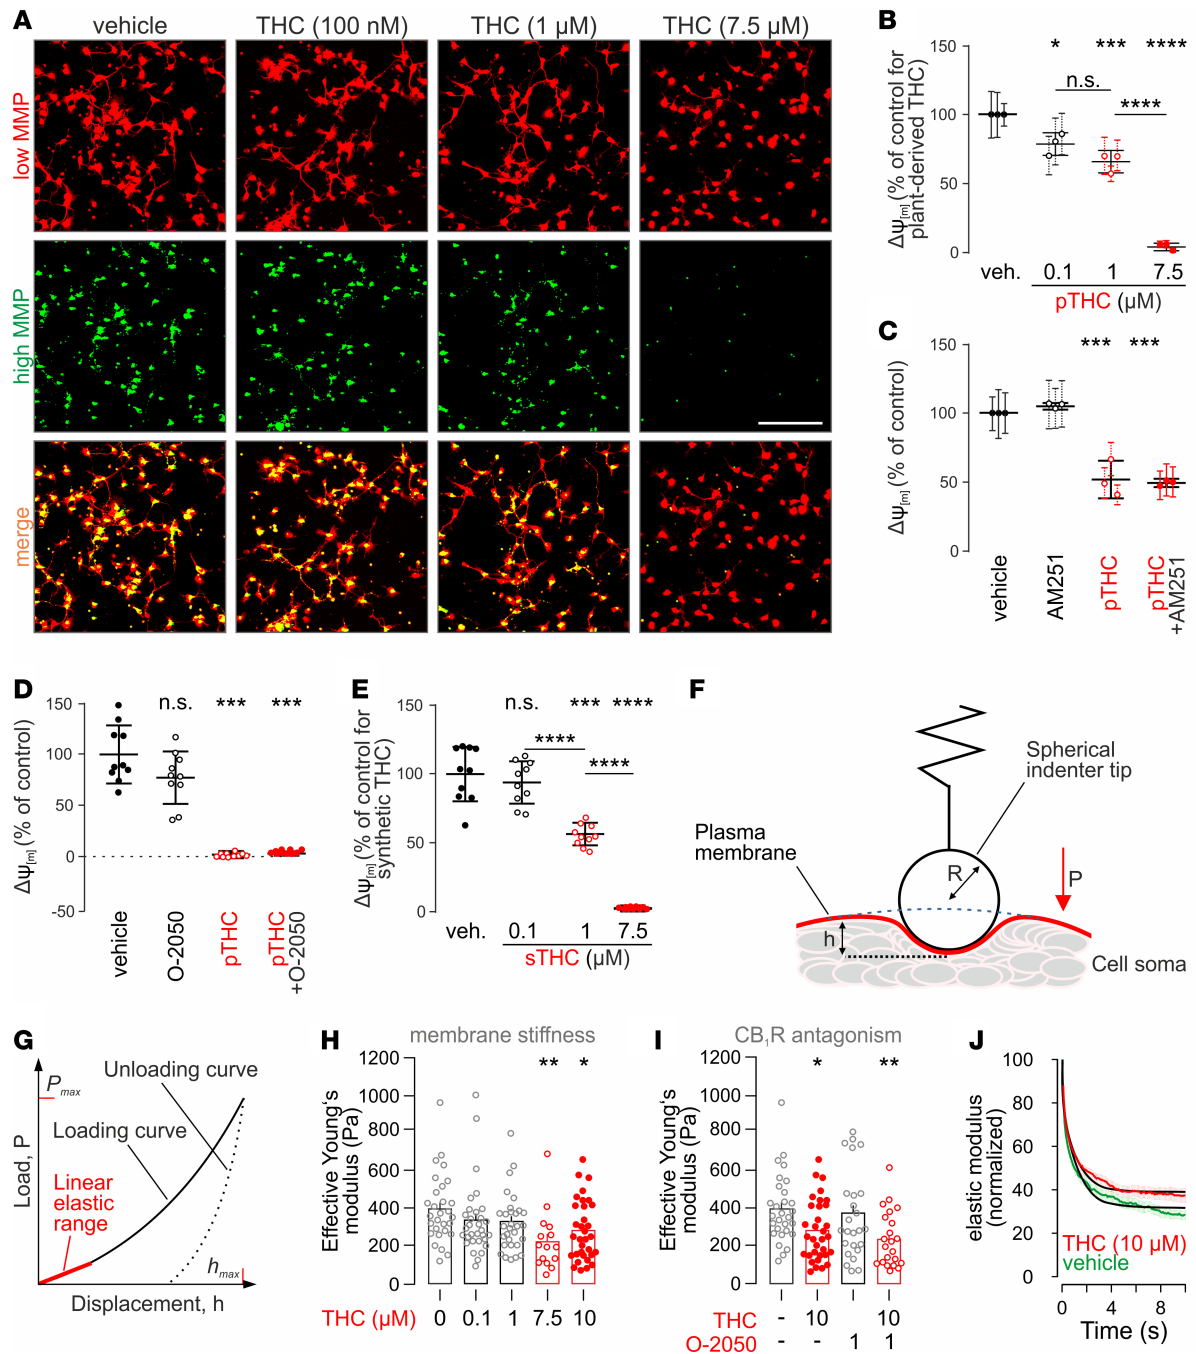 A
vehicle
THC (100 nM)
THC (1 µM)
THC (7.5 µM)
low MMP
high MMP
merge
B
Δψ[m] (% of control for
plant-derived THC)
150
100
50
0
* *** ****
n.s.
****
veh. 0.1 1 7.5
pTHC (µM)
C
Δψ[m] (% of control)
150
100
50
0
*** ***
vehicle
AM251
pTHC
pTHC
+AM251
D
Δψ[m] (% of control)
150
100
50
0
-50
n.s. *** ***
vehicle
O-2050
pTHC
pTHC
+O-2050
E
Δψ[m] (% of control for
synthetic THC)
150
100
50
0
n.s. *** ****
****
****
veh. 0.1 1 7.5
sTHC (µM)
F
Spherical
indenter tip
Plasma
membrane
R
P
h
Cell soma
G
Load, P
Pmax
Unloading curve
Loading curve
Linear
elastic
range
hmax
Displacement, h
H
membrane stiffness
Effective Young's
modulus (Pa)
1200
1000
800
600
400
200
0
** *
THC (µM) 0 0.1 1 7.5 10
I
CB1R antagonism
Effective Young's
modulus (Pa)
1200
1000
800
600
400
200
0
* **
THC - 10 - 10
O-2050 - - 1 1
J
elastic modulus
(normalized)
100
80
60
40
20
0
THC (10 µM)
vehicle
0 4 8
Time (s)